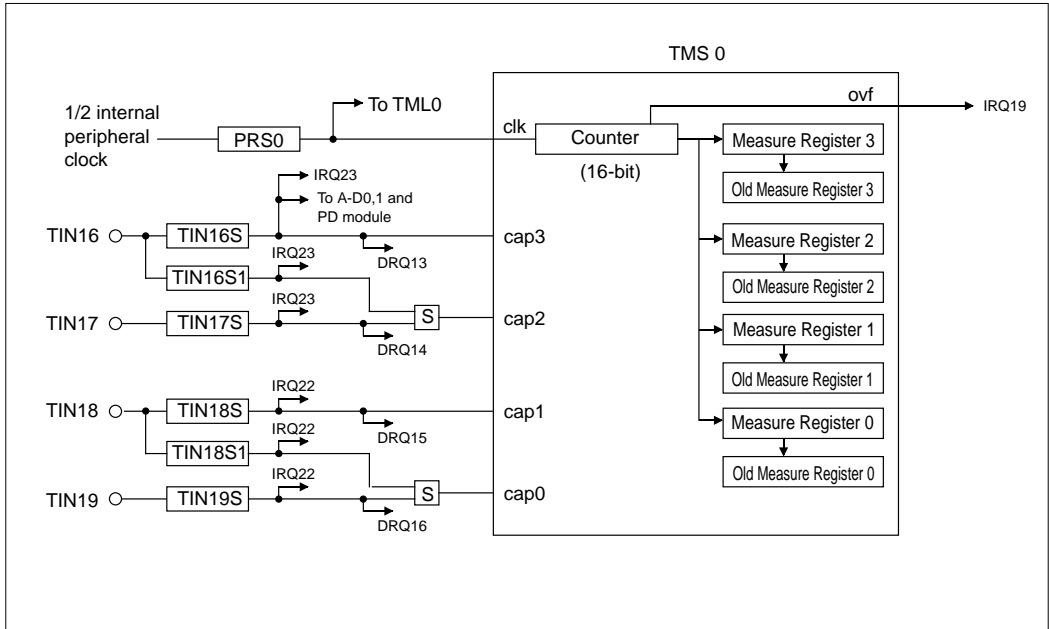 TMS 0
ovf
IRQ19
To TML0
1/2 internal
peripheral
clock
PRS0
clk
Counter
(16-bit)
Measure Register 3
Old Measure Register 3
IRQ23
To A-D0,1 and
PD module
TIN16
TIN16S
cap3
DRQ13
Measure Register 2
Old Measure Register 2
TIN16S1
IRQ23
TIN17
TIN17S
IRQ23
S
cap2
DRQ14
Measure Register 1
Old Measure Register 1
TIN18
TIN18S
IRQ22
cap1
DRQ15
Measure Register 0
Old Measure Register 0
TIN18S1
IRQ22
TIN19
TIN19S
IRQ22
S
cap0
DRQ16